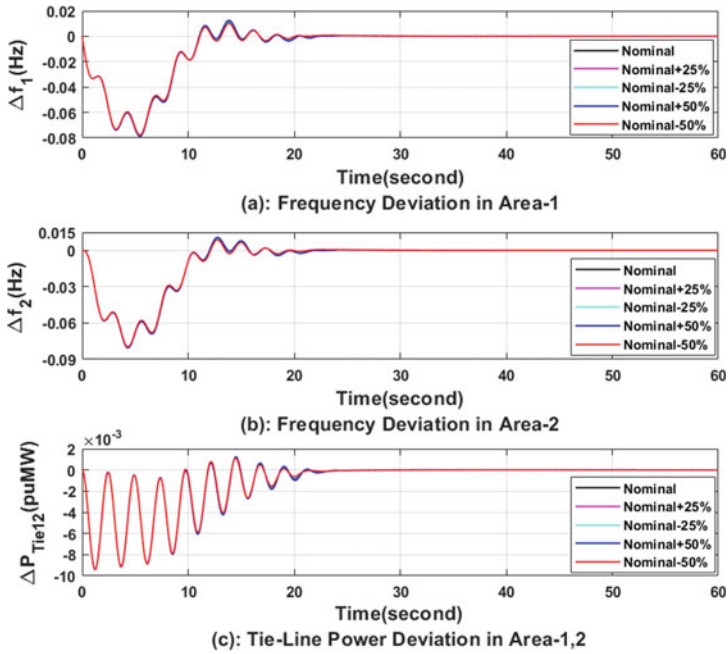 0.02
0
-0.02
-0.04
-0.06
-0.08
Δf1(Hz)
Nominal
Nominal+25%
Nominal-25%
Nominal+50%
Nominal-50%
0 10 20 30 40 50 60
Time(second)
(a): Frequency Deviation in Area-1
0.015
0
-0.03
-0.06
-0.09
Δf2(Hz)
Nominal
Nominal+25%
Nominal-25%
Nominal+50%
Nominal-50%
0 10 20 30 40 50 60
Time(second)
(b): Frequency Deviation in Area-2
×10-3
2
0
-2
-4
-6
-8
-10
ΔPTie12(puMW)
Nominal
Nominal+25%
Nominal-25%
Nominal+50%
Nominal-50%
0 10 20 30 40 50 60
Time(second)
(c): Tie-Line Power Deviation in Area-1,2